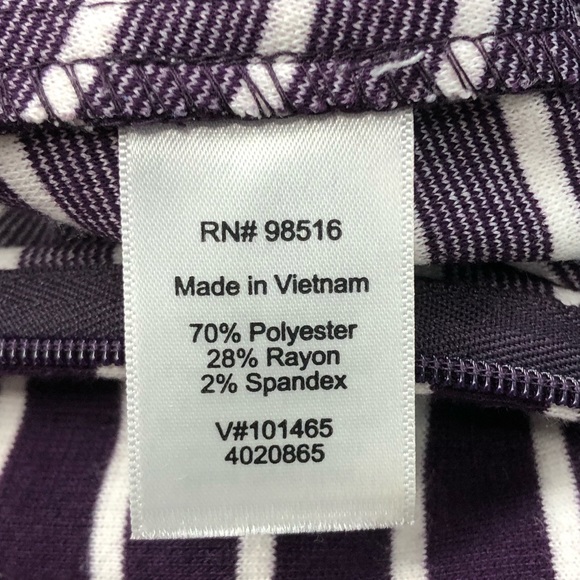 RN# 98516
Made in Vietnam
70% Polyester
28% Rayon
2% Spandex
V#101465
4020865